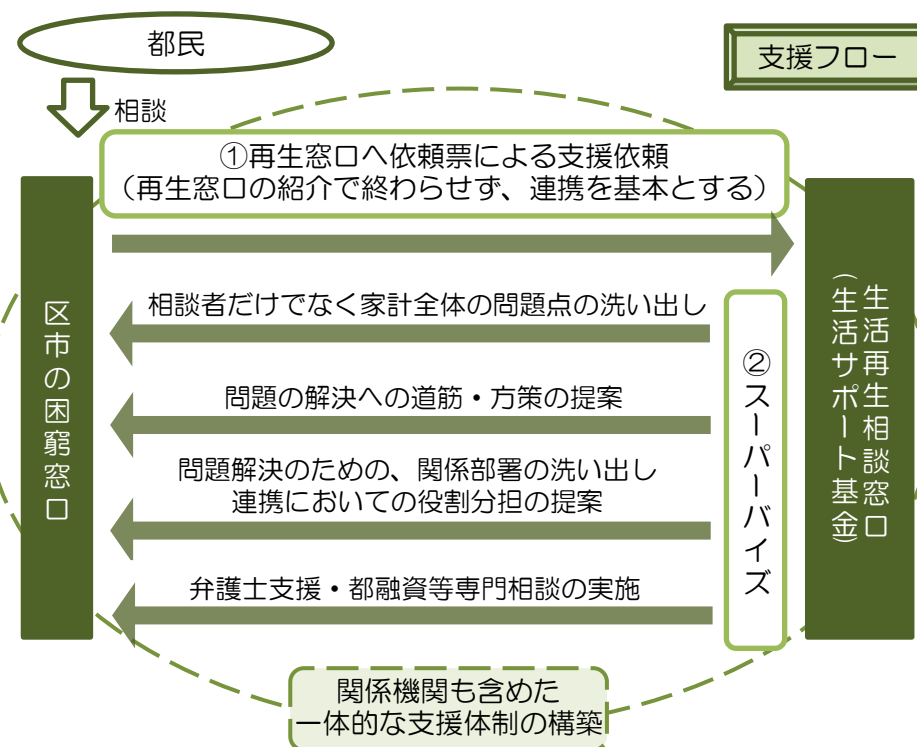 都民
支援フロー
相談
①再生窓口へ依頼票による支援依頼
（再生窓口の紹介で終わらせず、連携を基本とする）
区市の困窮窓口
相談者だけでなく家計全体の問題点の洗い出し
問題の解決への道筋・方策の提案
問題解決のための、関係部署の洗い出し
連携においての役割分担の提案
弁護士支援・都融資等専門相談の実施
②スーパーバイズ
生活再生相談窓口
（生活サポート基金）
関係機関も含めた
一体的な支援体制の構築